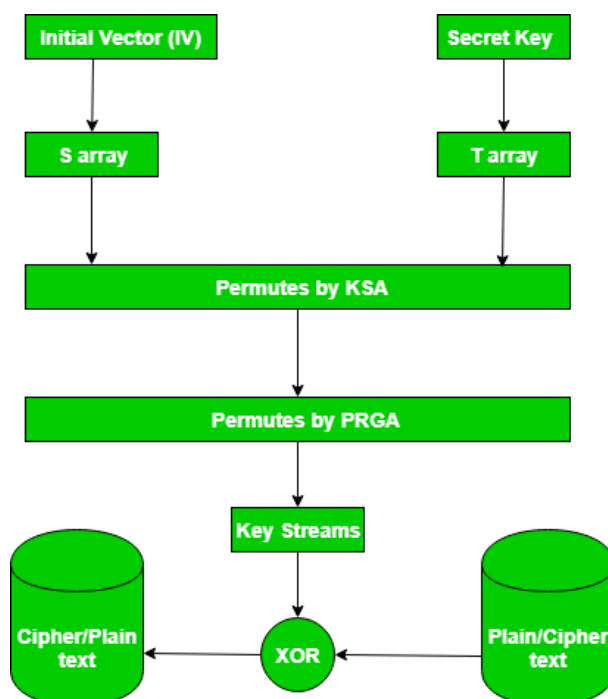 Initial Vector (IV)
Secret Key
S array
T array
Permutes by KSA
Permutes by PRGA
Key Streams
Cipher/Plain
text
XOR
Plain/Cipher
text